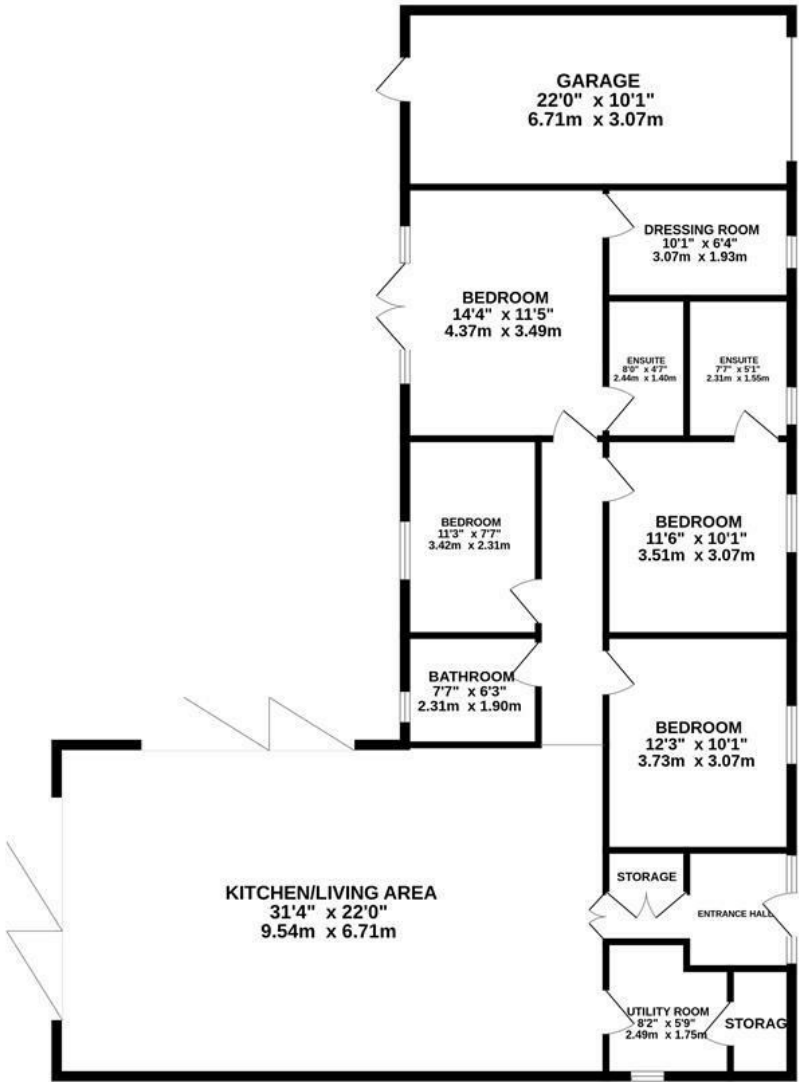 GARAGE
22'0" x 10'1"
6.71m x 3.07m
DRESSING ROOM
10'1" x 6'4"
3.07m x 1.93m
BEDROOM
14'4" x 11'5"
4.37m x 3.49m
ENSUITE
8'0" x 4'7"
2.44m x 1.40m
ENSUITE
7'7" x 5'1"
2.31m x 1.55m
BEDROOM
11'3" x 7'7"
3.42m x 2.31m
BEDROOM
11'6" x 10'1"
3.51m x 3.07m
BATHROOM
7'7" x 6'3"
2.31m x 1.90m
BEDROOM
12'3" x 10'1"
3.73m x 3.07m
KITCHEN/LIVING AREA
31'4" x 22'0"
9.54m x 6.71m
STORAGE
ENTRANCE HALL
UTILITY ROOM
8'2" x 5'9"
2.49m x 1.75m
STORAG